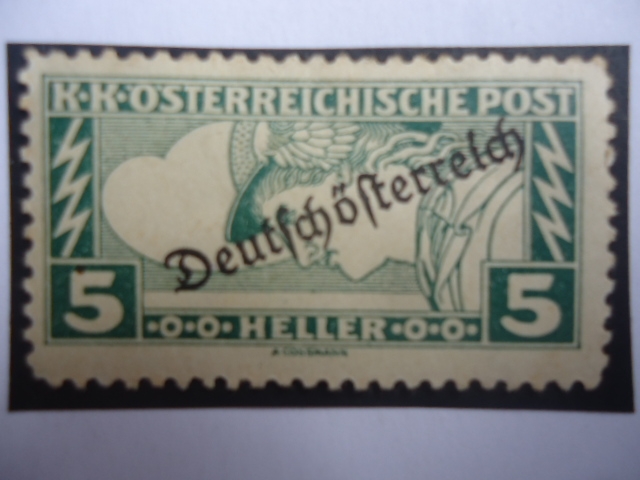 K·K·ÖSTERREICHISCHE POST
Deutschösterreich
5 ·O·O· HELLER ·O·O· 5